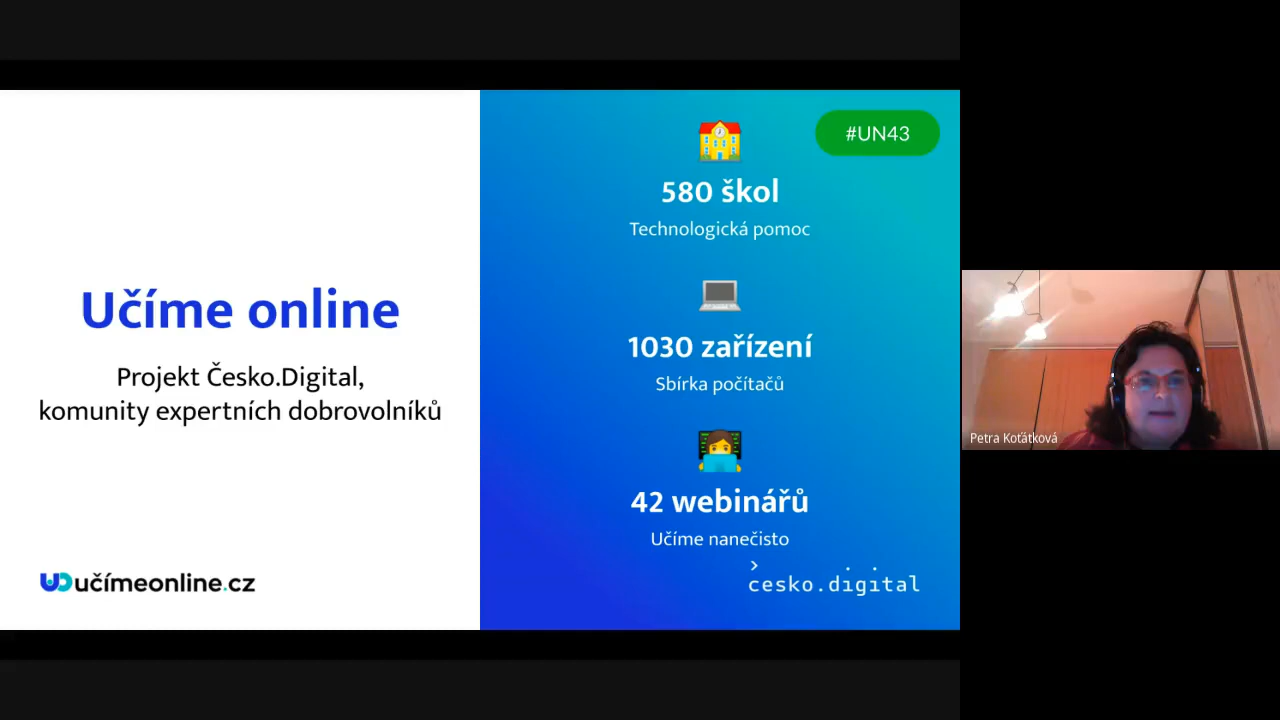 Učíme online
Projekt Česko.Digital,
komunity expertních dobrovolníků
učímeonline.cz
#UN43
580 škol
Technologická pomoc
1030 zařízení
Sbírka počítačů
42 webinářů
Učíme nanečisto
česko.digital
Petra Koťátková